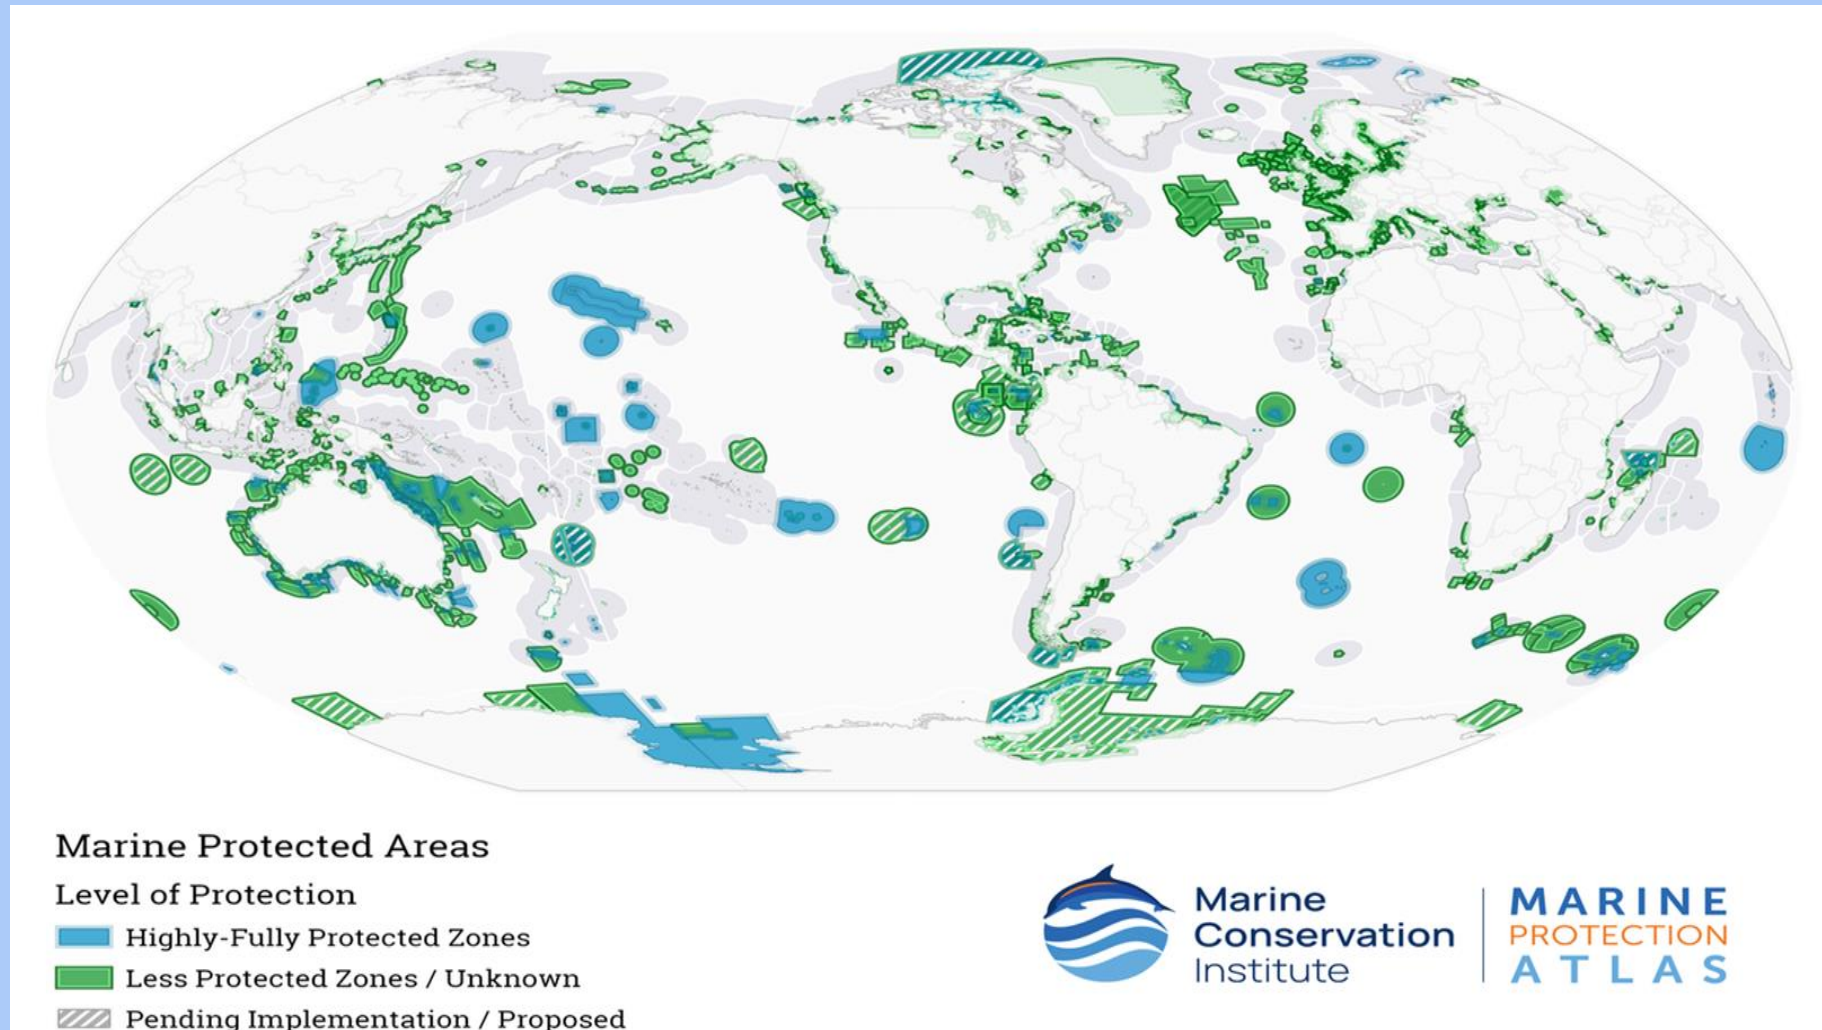 Marine Protected Areas
Level of Protection
Highly-Fully Protected Zones
Less Protected Zones / Unknown
Pending Implementation / Proposed
Marine
Conservation
Institute
MARINE
PROTECTION
ATLAS